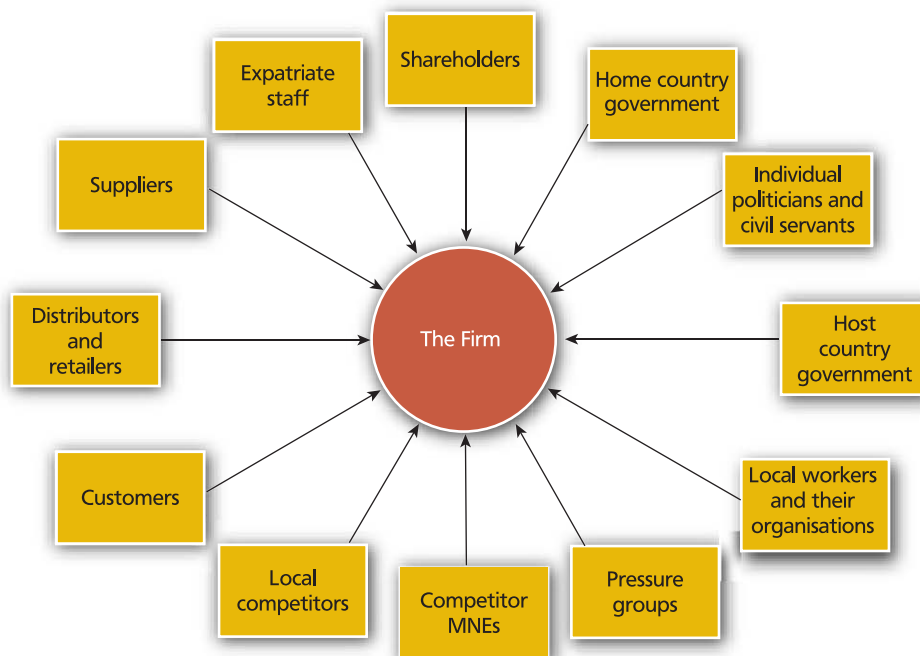 Shareholders
Expatriate
staff
Home country
government
Suppliers
Individual
politicians and
civil servants
Distributors
and
retailers
The Firm
Host
country
government
Customers
Local workers
and their
organisations
Local
competitors
Competitor
MNEs
Pressure
groups